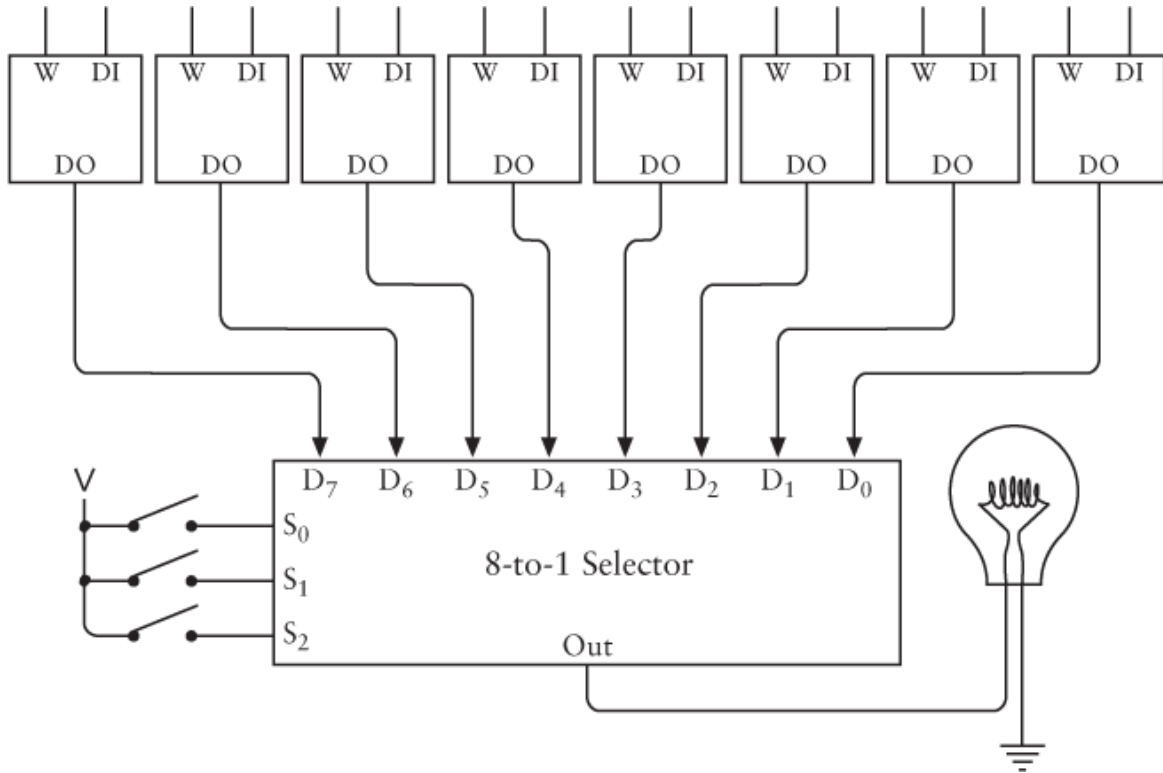 W DI W DI W DI W DI W DI W DI W DI W DI
DO DO DO DO DO DO DO DO
V D₇ D₆ D₅ D₄ D₃ D₂ D₁ D₀
S₀
8-to-1 Selector
S₁
S₂
Out